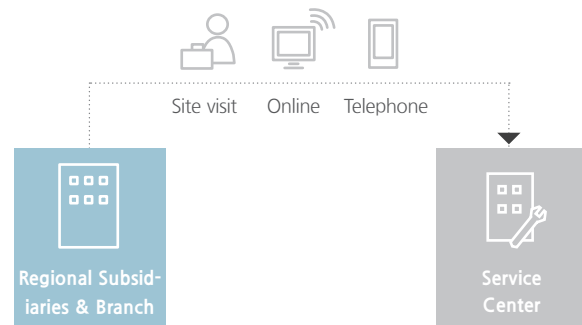 Site visit Online Telephone
Regional Subsid-
iaries & Branch
Service
Center